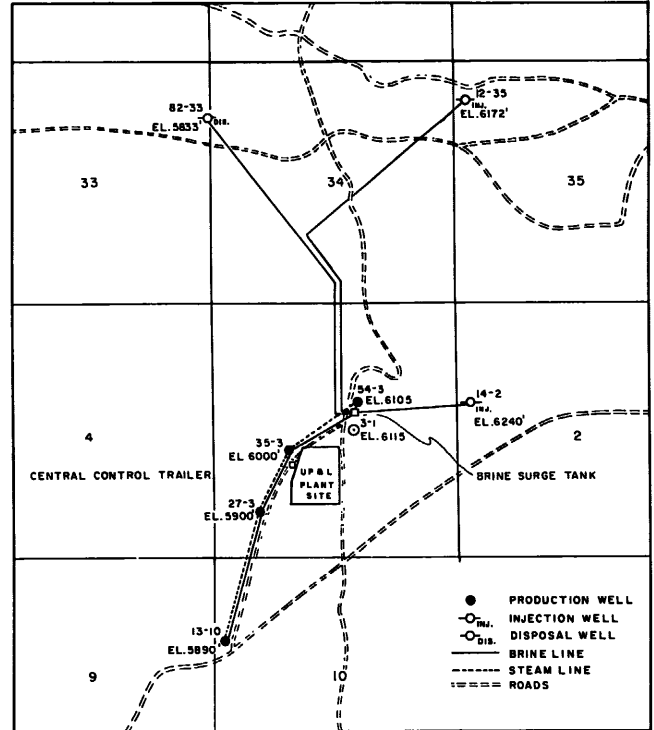 82-33
DIS.
EL.5833'
12-35
INJ.
EL.6172'
33
34
35
54-3
EL.6105
14-2
INJ.
EL.6240'
3-1
EL.6115
4
2
35-3
EL 6000'
CENTRAL CONTROL TRAILER
UP&L
PLANT
SITE
BRINE SURGE TANK
27-3
EL.5900'
13-10
EL.5890'
9
10
PRODUCTION WELL
INJ. INJECTION WELL
DIS. DISPOSAL WELL
BRINE LINE
STEAM LINE
ROADS